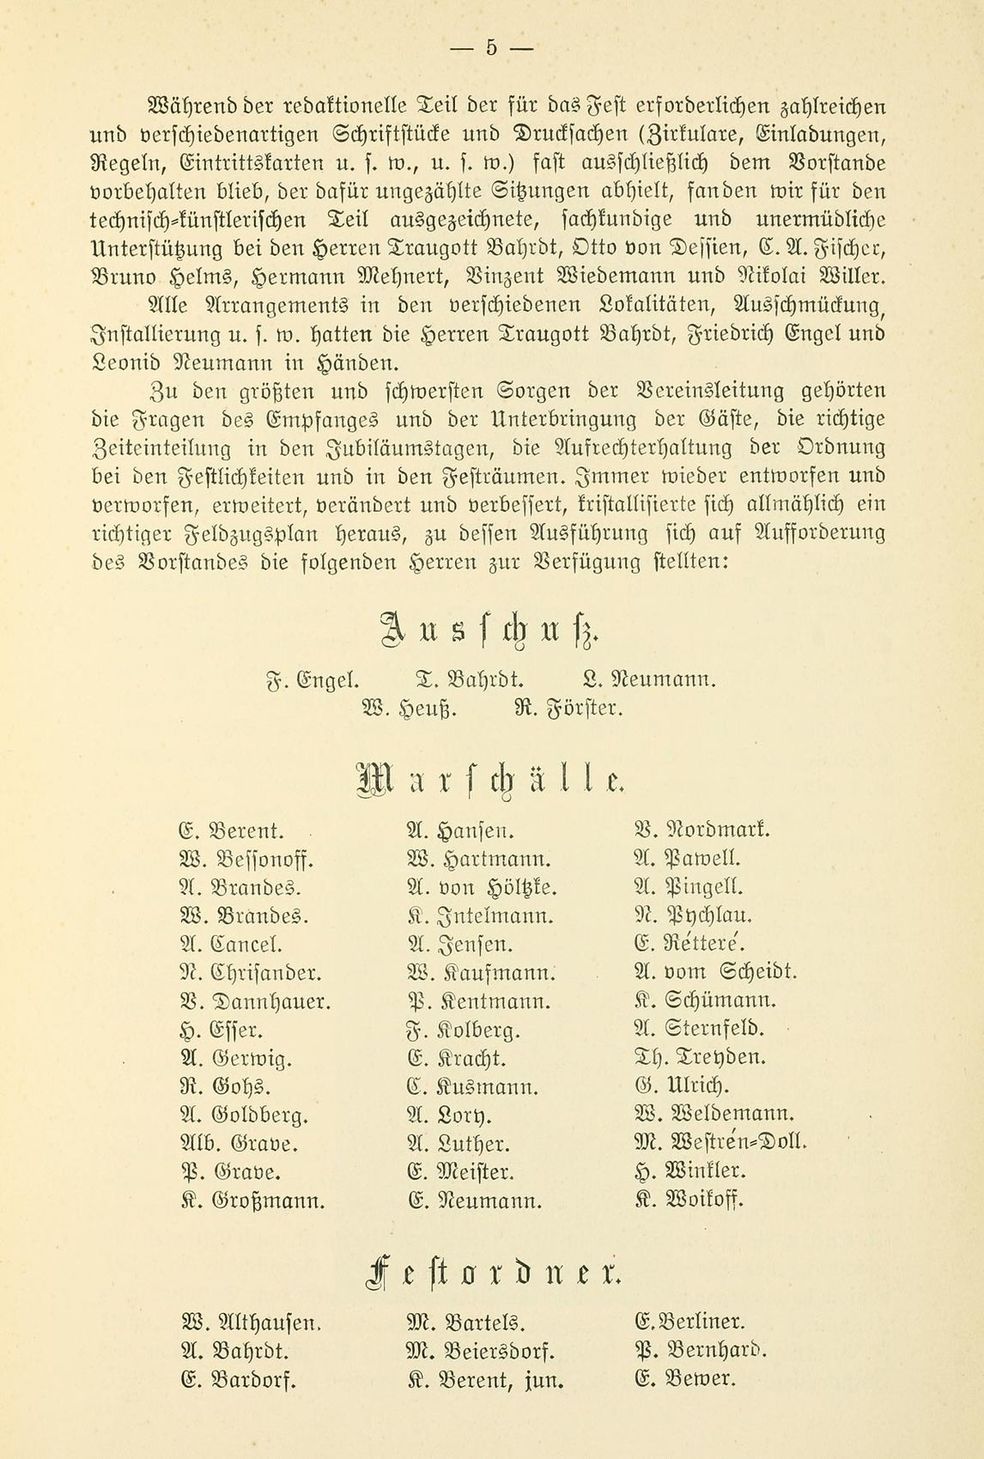 — 5 —
Während der redaktionelle Teil der für das Fest erforderlichen zahlreichen
und verschiedenartigen Schriftstücke und Drucksachen (Zirkulare, Einladungen,
Regeln, Eintrittskarten u. s. w., u. s. w.) fast ausschließlich dem Vorstande
vorbehalten blieb, der dafür ungezählte Sitzungen abhielt, fanden wir für den
technisch-künstlerischen Teil ausgezeichnete, sachkundige und unermüdliche
Unterstützung bei den Herren Traugott Bahrdt, Otto von Dessien, C. A. Fischer,
Bruno Helms, Hermann Mehnert, Vinzent Wiedemann und Nikolai Willer.
Alle Arrangements in den verschiedenen Lokalitäten, Ausschmückung,
Installierung u. s. w. hatten die Herren Traugott Bahrdt, Friedrich Engel und
Leonid Neumann in Händen.
Zu den größten und schwersten Sorgen der Vereinsleitung gehörten
die Fragen des Empfanges und der Unterbringung der Gäste, die richtige
Zeiteinteilung in den Jubiläumstagen, die Aufrechterhaltung der Ordnung
bei den Festlichkeiten und in den Festräumen. Immer wieder entworfen und
verworfen, erweitert, verändert und verbessert, kristallisierte sich allmählich ein
richtiger Feldzugsplan heraus, zu dessen Ausführung sich auf Aufforderung
des Vorstandes die folgenden Herren zur Verfügung stellten:
Ausschuß.
F. Engel. T. Bahrdt. L. Neumann.
W. Heuß. R. Förster.
Marschälle.
E. Berent. A. Hansen. V. Nordmark.
W. Bessonoff. W. Hartmann. A. Pawell.
A. Brandes. A. von Höltzke. A. Pingell.
W. Brandes. K. Intelmann. N. Pychlau.
A. Cancel. A. Jensen. E. Rétteré.
N. Chrisander. W. Kaufmann. A. vom Scheidt.
V. Dannhauer. P. Kentmann. K. Schümann.
H. Esser. F. Kolberg. A. Sternfeld.
A. Gerwig. E. Kracht. Th. Treyden.
R. Gohs. C. Kusmann. G. Ulrich.
A. Goldberg. A. Lory. W. Weldemann.
Alb. Grave. A. Luther. M. Westrén-Doll.
P. Grave. E. Meister. H. Winkler.
K. Großmann. E. Neumann. K. Woikoff.
Festordner.
W. Althausen. M. Bartels. E. Berliner.
A. Bahrdt. M. Beiersdorf. P. Bernhard.
E. Bardorf. K. Berent, jun. E. Bewer.